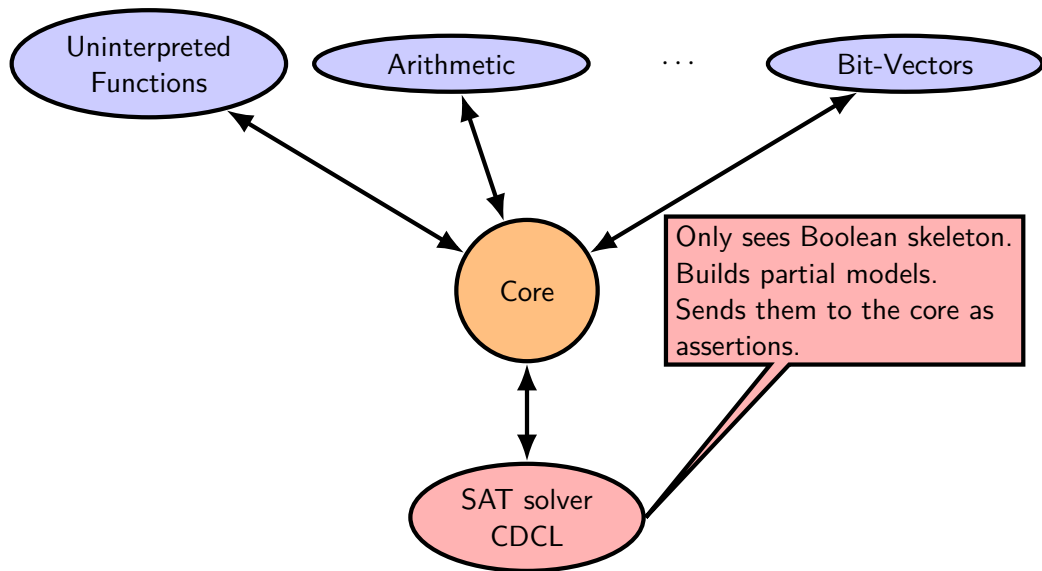 Uninterpreted
Functions
Arithmetic
...
Bit-Vectors
Core
Only sees Boolean skeleton.
Builds partial models.
Sends them to the core as
assertions.
SAT solver
CDCL